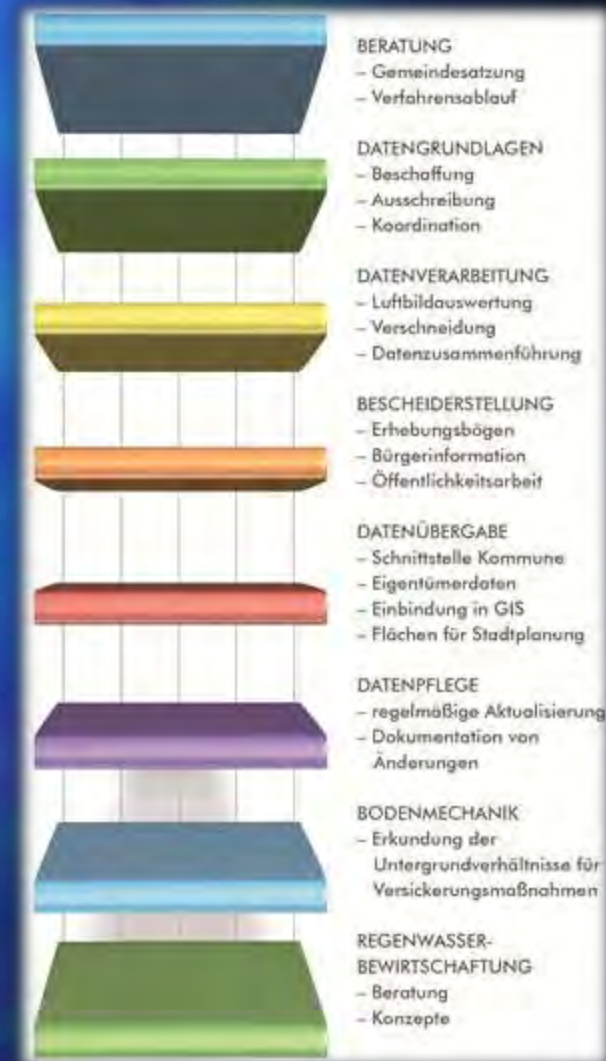 BERATUNG
– Gemeindesatzung
– Verfahrensablauf
DATENGRUNDLAGEN
– Beschaffung
– Ausschreibung
– Koordination
DATENVERARBEITUNG
– Luftbildauswertung
– Verschneidung
– Datenzusammenführung
BESCHEIDERSTELLUNG
– Erhebungsbögen
– Bürgerinformation
– Öffentlichkeitsarbeit
DATENÜBERGABE
– Schnittstelle Kommune
– Eigentümerdaten
– Einbindung in GIS
– Flächen für Stadtplanung
DATENPFLEGE
– regelmäßige Aktualisierung
– Dokumentation von
Änderungen
BODENMECHANIK
– Erkundung der
Untergrundverhältnisse für
Versickerungsmaßnahmen
REGENWASSER-
BEWIRTSCHAFTUNG
– Beratung
– Konzepte